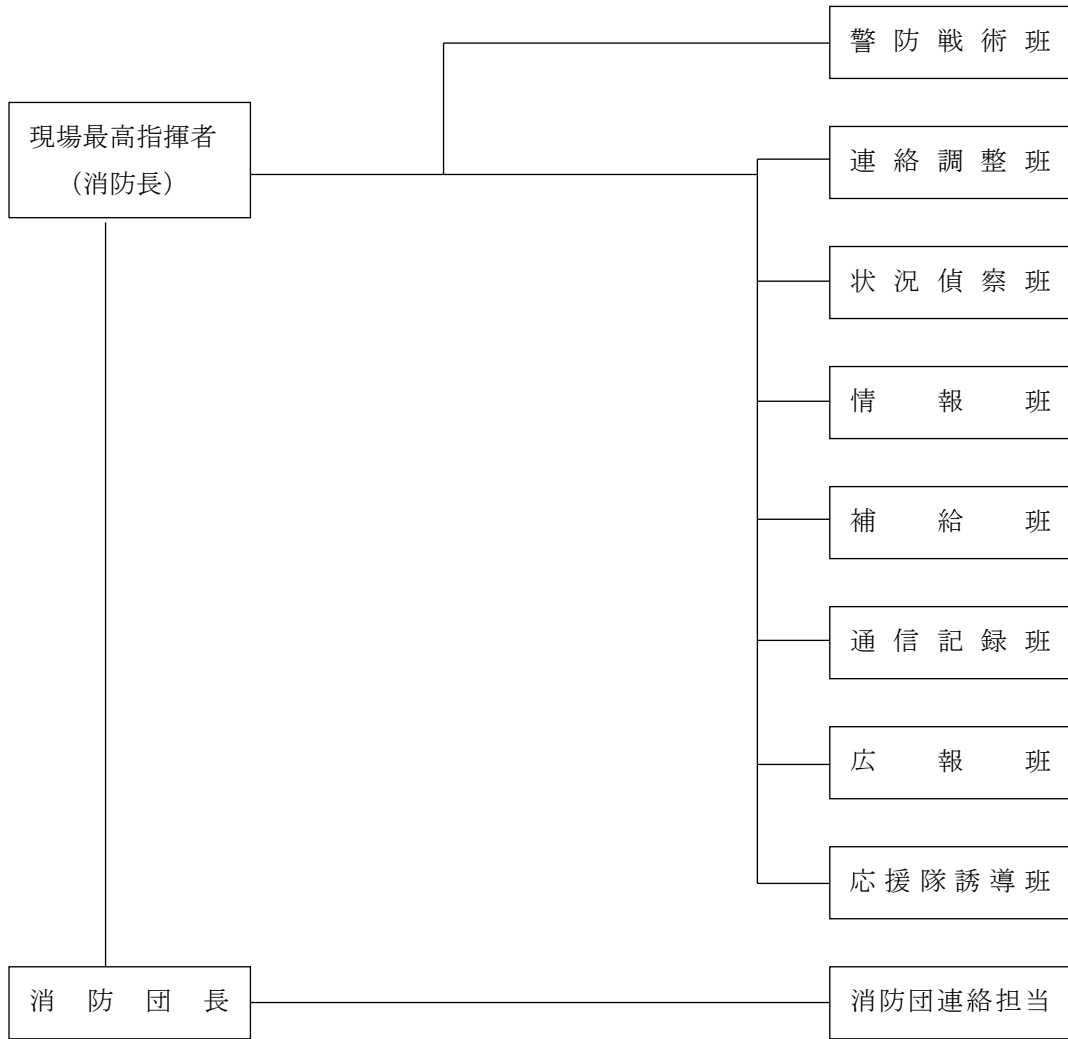 警防戦術班
現場最高指揮者
（消防長）
連絡調整班
状況偵察班
情報班
補給班
通信記録班
広報班
応援隊誘導班
消防団長
消防団連絡担当